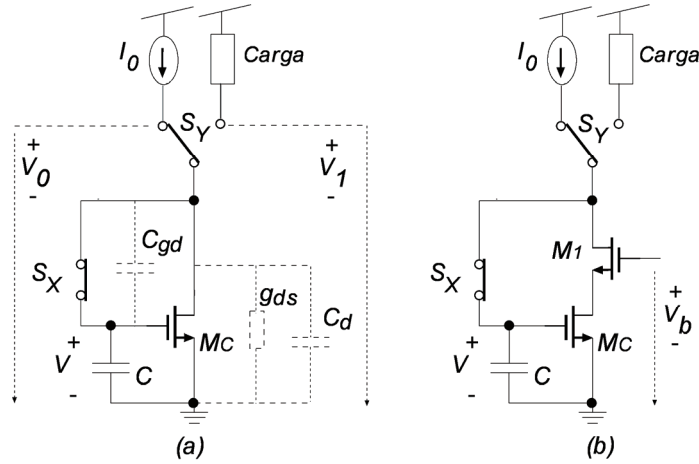 I0
Carga
SY
+
V0
-
+
V1
-
Cgd
SX
gds
Cd
MC
+
V
-
C
(a)
I0
Carga
SY
M1
SX
+
Vb
-
MC
+
V
-
C
(b)